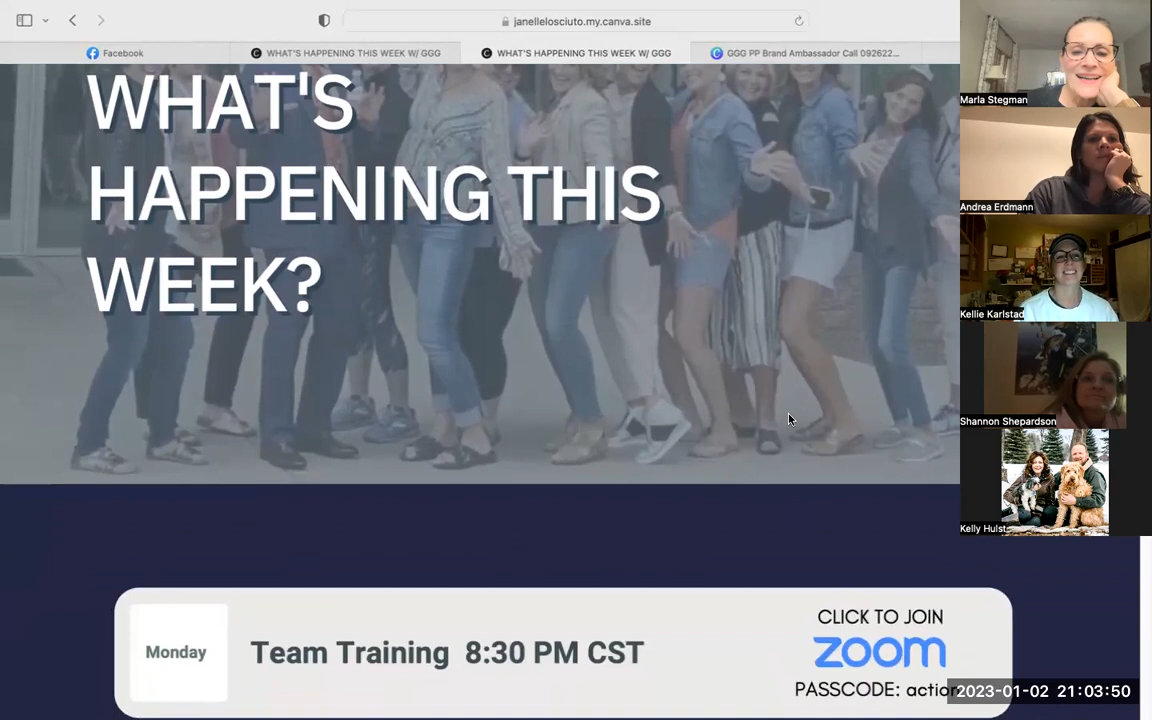 janellelosciuto.my.canva.site
Facebook
WHAT'S HAPPENING THIS WEEK W/ GGG
WHAT'S HAPPENING THIS WEEK W/ GGG
GGG PP Brand Ambassador Call 092622...
WHAT'S
HAPPENING THIS
WEEK?
Marla Stegman
Andrea Erdmann
Kellie Karlstad
Shannon Shepardson
Kelly Hulst
Monday
Team Training 8:30 PM CST
CLICK TO JOIN
zoom
PASSCODE: action
2023-01-02 21:03:50